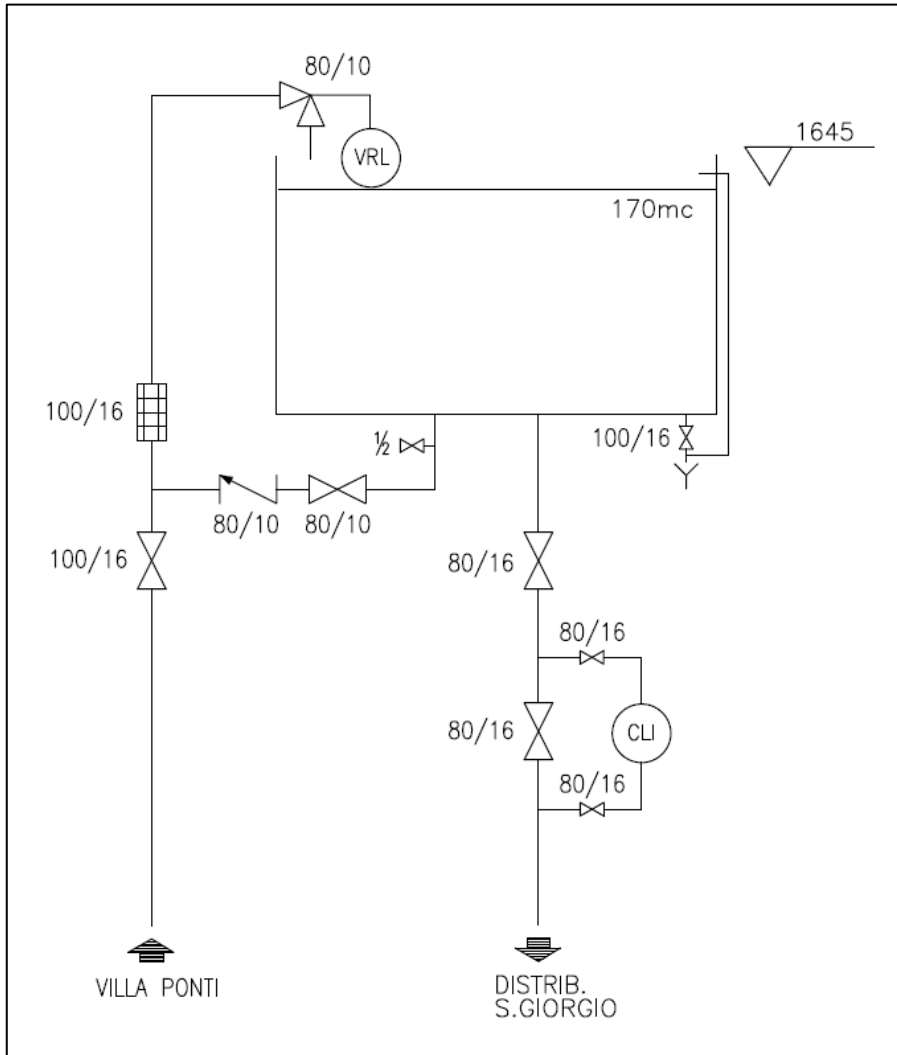 80/10
VRL
1645
170mc
100/16
½
100/16
80/10
80/10
100/16
80/16
80/16
80/16
CLI
80/16
VILLA PONTI
DISTRIB.
S.GIORGIO